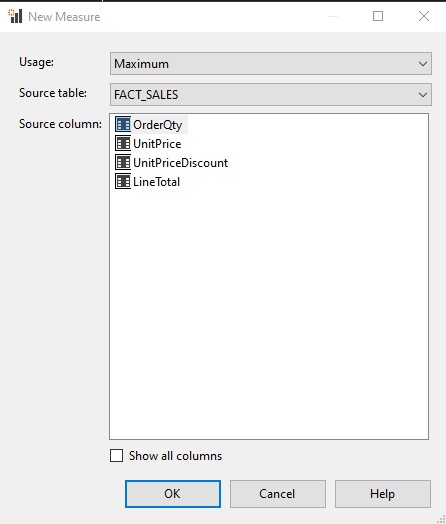 New Measure
Usage: Maximum
Source table: FACT_SALES
Source column: OrderQty
UnitPrice
UnitPriceDiscount
LineTotal
Show all columns
OK Cancel Help